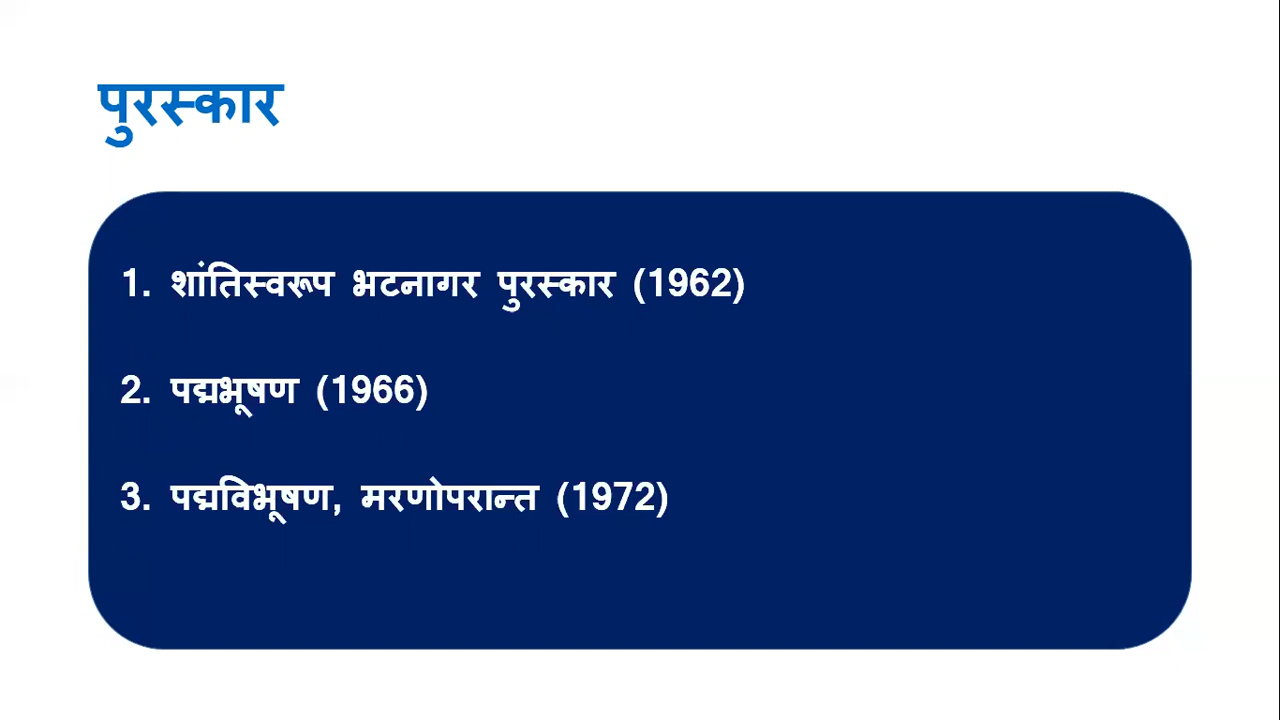 पुरस्कार
1. शांतिस्वरूप भटनागर पुरस्कार (1962)
2. पद्मभूषण (1966)
3. पद्मविभूषण, मरणोपरान्त (1972)